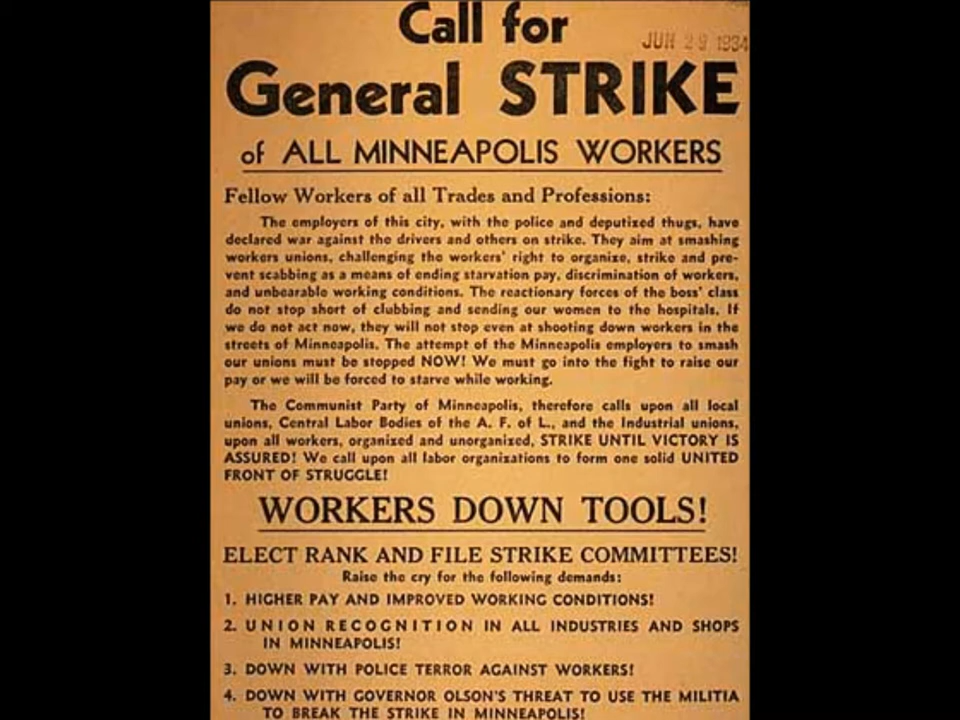 Call for
JUN 29 1934
General STRIKE
of ALL MINNEAPOLIS WORKERS
Fellow Workers of all Trades and Professions:
The employers of this city, with the police and deputized thugs, have
declared war against the drivers and others on strike. They aim at smashing
workers unions, challenging the workers' right to organize, strike and pre-
vent scabbing as a means of ending starvation pay, discrimination of workers,
and unbearable working conditions. The reactionary forces of the boss' class
do not stop short of clubbing and sending our women to the hospitals. If
we do not act now, they will not stop even at shooting down workers in the
streets of Minneapolis. The attempt of the Minneapolis employers to smash
our unions must be stopped NOW! We must go into the fight to raise our
pay or we will be forced to starve while working.
The Communist Party of Minneapolis, therefore calls upon all local
unions, Central Labor Bodies of the A. F. of L., and the Industrial unions,
upon all workers, organized and unorganized, STRIKE UNTIL VICTORY IS
ASSURED! We call upon all labor organizations to form one solid UNITED
FRONT OF STRUGGLE!
WORKERS DOWN TOOLS!
ELECT RANK AND FILE STRIKE COMMITTEES!
Raise the cry for the following demands:
1. HIGHER PAY AND IMPROVED WORKING CONDITIONS!
2. UNION RECOGNITION IN ALL INDUSTRIES AND SHOPS
IN MINNEAPOLIS!
3. DOWN WITH POLICE TERROR AGAINST WORKERS!
4. DOWN WITH GOVERNOR OLSON'S THREAT TO USE THE MILITIA
TO BREAK THE STRIKE IN MINNEAPOLIS!